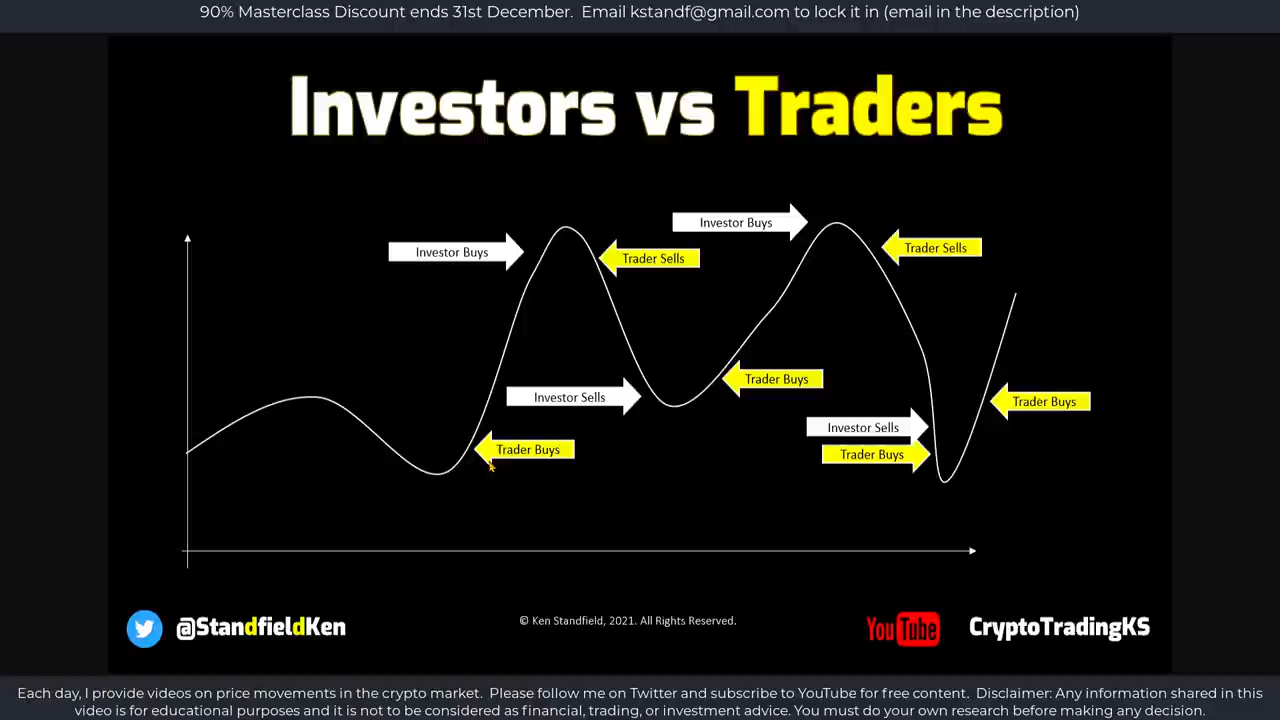 90% Masterclass Discount ends 31st December.  Email kstandf@gmail.com to lock it in (email in the description)
Investors vs Traders
Investor Buys
Investor Buys
Trader Sells
Trader Sells
Trader Buys
Investor Sells
Trader Buys
Investor Sells
Trader Buys
Trader Buys
@StandfieldKen
© Ken Standfield, 2021. All Rights Reserved.
YouTube
CryptoTradingKS
Each day, I provide videos on price movements in the crypto market.  Please follow me on Twitter and subscribe to YouTube for free content.  Disclaimer: Any information shared in this
video is for educational purposes and it is not to be considered as financial, trading, or investment advice. You must do your own research before making any decision.